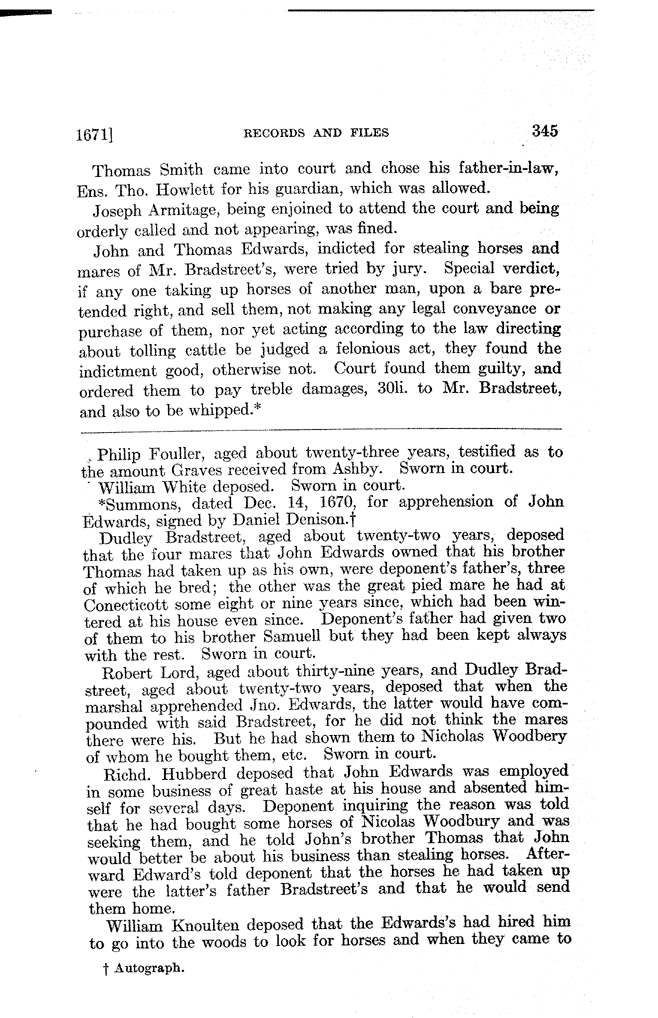 1671] RECORDS AND FILES 345
Thomas Smith came into court and chose his father-in-law,
Ens. Tho. Howlett for his guardian, which was allowed.
Joseph Armitage, being enjoined to attend the court and being
orderly called and not appearing, was fined.
John and Thomas Edwards, indicted for stealing horses and
mares of Mr. Bradstreet's, were tried by jury. Special verdict,
if any one taking up horses of another man, upon a bare pre-
tended right, and sell them, not making any legal conveyance or
purchase of them, nor yet acting according to the law directing
about tolling cattle be judged a felonious act, they found the
indictment good, otherwise not. Court found them guilty, and
ordered them to pay treble damages, 30li. to Mr. Bradstreet,
and also to be whipped.*
Philip Fouller, aged about twenty-three years, testified as to
the amount Graves received from Ashby. Sworn in court.
William White deposed. Sworn in court.
*Summons, dated Dec. 14, 1670, for apprehension of John
Edwards, signed by Daniel Denison.†
Dudley Bradstreet, aged about twenty-two years, deposed
that the four mares that John Edwards owned that his brother
Thomas had taken up as his own, were deponent's father's, three
of which he bred; the other was the great pied mare he had at
Conecticott some eight or nine years since, which had been win-
tered at his house even since. Deponent's father had given two
of them to his brother Samuell but they had been kept always
with the rest. Sworn in court.
Robert Lord, aged about thirty-nine years, and Dudley Brad-
street, aged about twenty-two years, deposed that when the
marshal apprehended Jno. Edwards, the latter would have com-
pounded with said Bradstreet, for he did not think the mares
there were his. But he had shown them to Nicholas Woodbery
of whom he bought them, etc. Sworn in court.
Richd. Hubberd deposed that John Edwards was employed
in some business of great haste at his house and absented him-
self for several days. Deponent inquiring the reason was told
that he had bought some horses of Nicolas Woodbury and was
seeking them, and he told John's brother Thomas that John
would better be about his business than stealing horses. After-
ward Edward's told deponent that the horses he had taken up
were the latter's father Bradstreet's and that he would send
them home.
William Knoulten deposed that the Edwards's had hired him
to go into the woods to look for horses and when they came to
† Autograph.